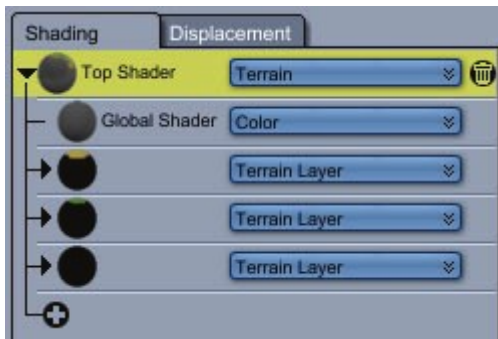 Shading Displacement
Top Shader Terrain
Global Shader Color
Terrain Layer
Terrain Layer
Terrain Layer